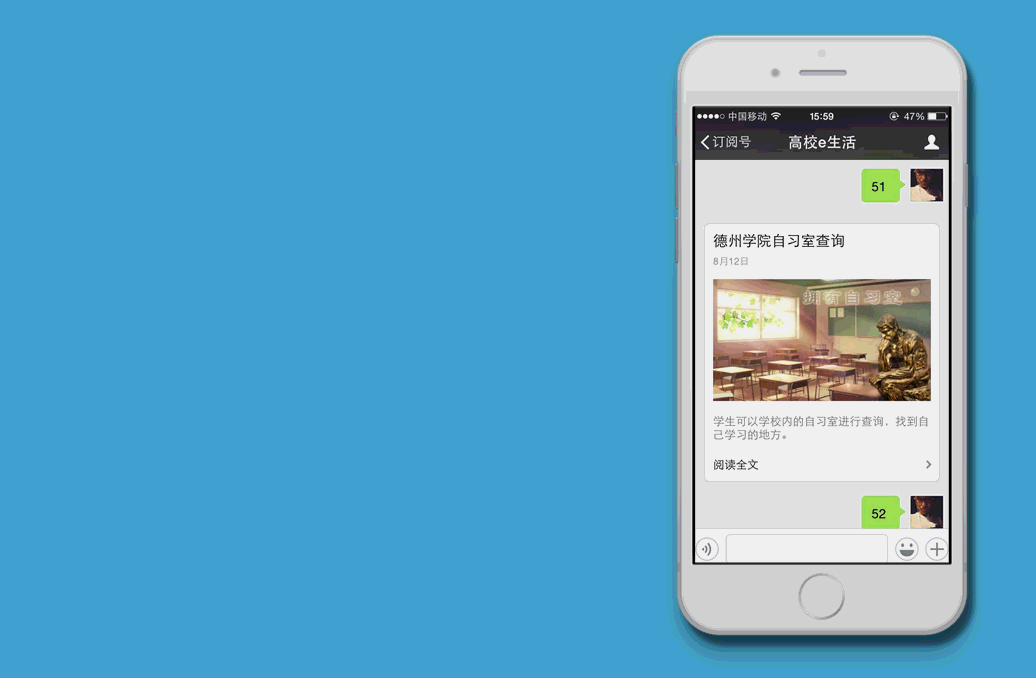 中国移动 15:59 47%
订阅号 高校e生活
51
德州学院自习室查询
8月12日
拥有自习室
学生可以学校内的自习室进行查询，找到自
己学习的地方。
阅读全文
52